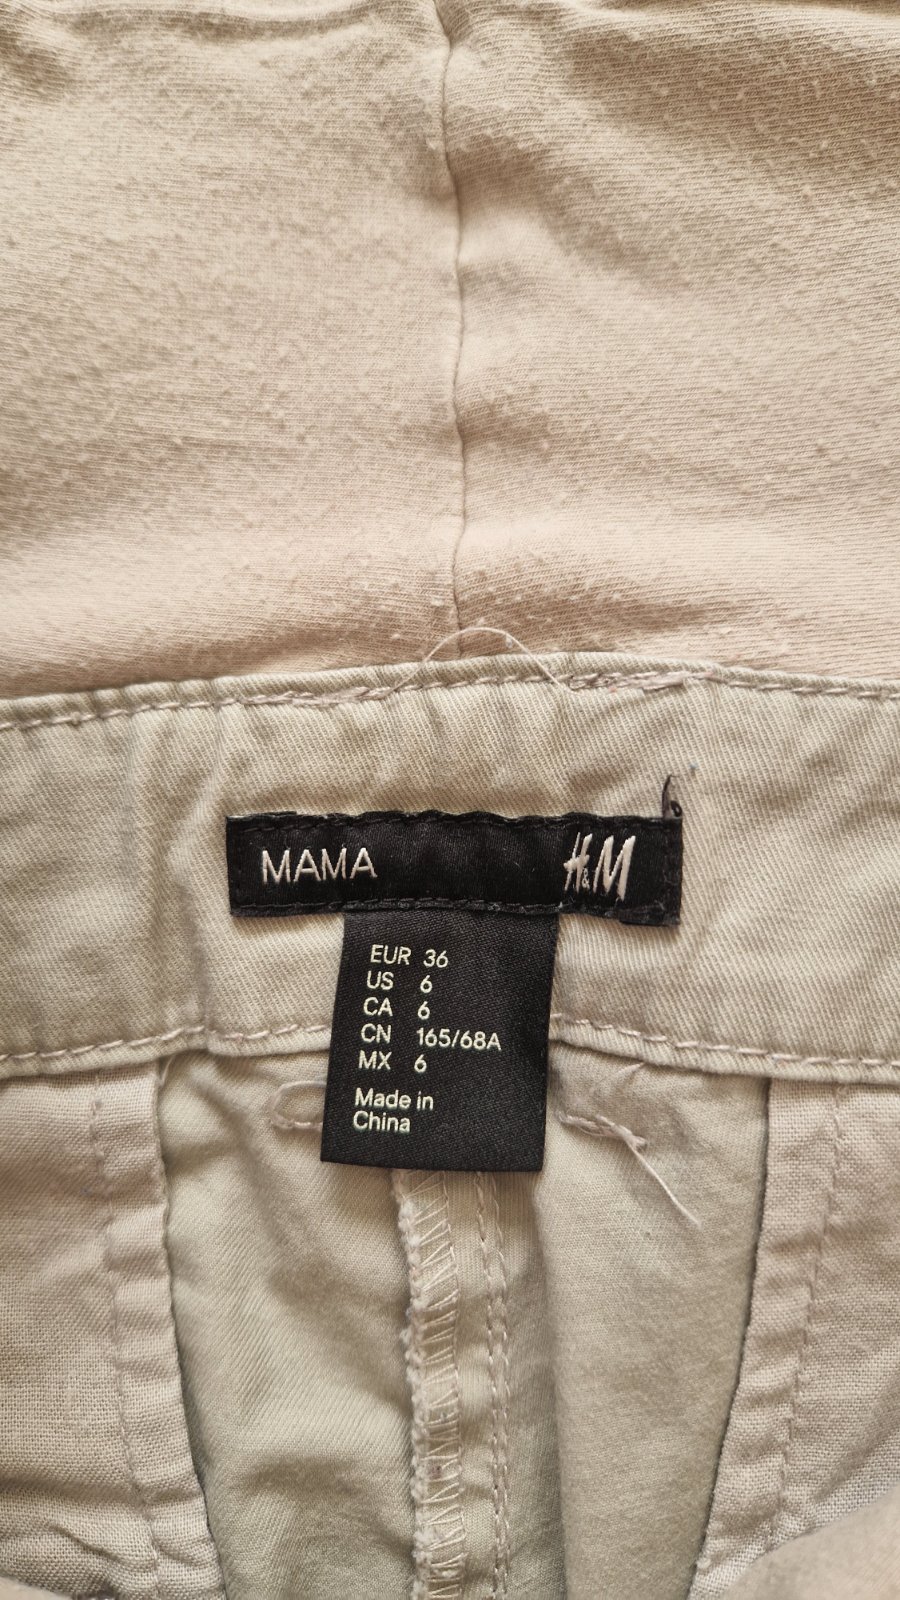 MAMA H&M
EUR 36
US 6
CA 6
CN 165/68A
MX 6
Made in
China